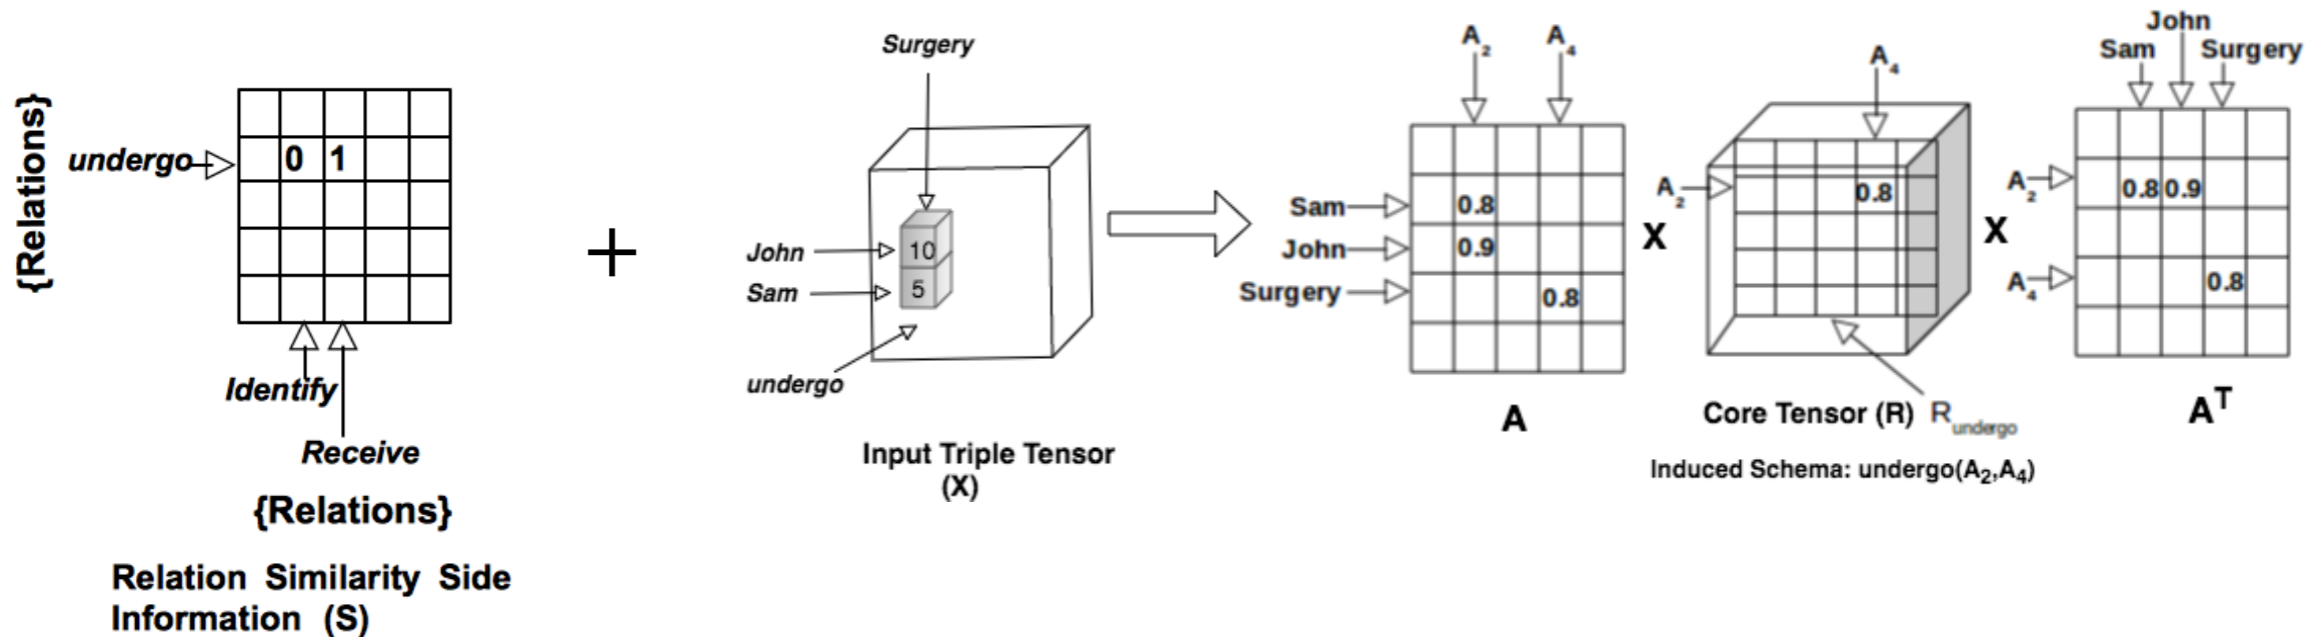 {Relations}
undergo
0 1
Identify
Receive
{Relations}
Relation Similarity Side
Information (S)
+
Surgery
John
10
Sam
5
undergo
Input Triple Tensor
(X)
A2 A4
Sam
0.8
John
0.9
Surgery
0.8
A
X
A4
A2
0.8
Core Tensor (R) Rundergo
Induced Schema: undergo(A2,A4)
X
John
Sam Surgery
A2
0.8 0.9
A4
0.8
AT